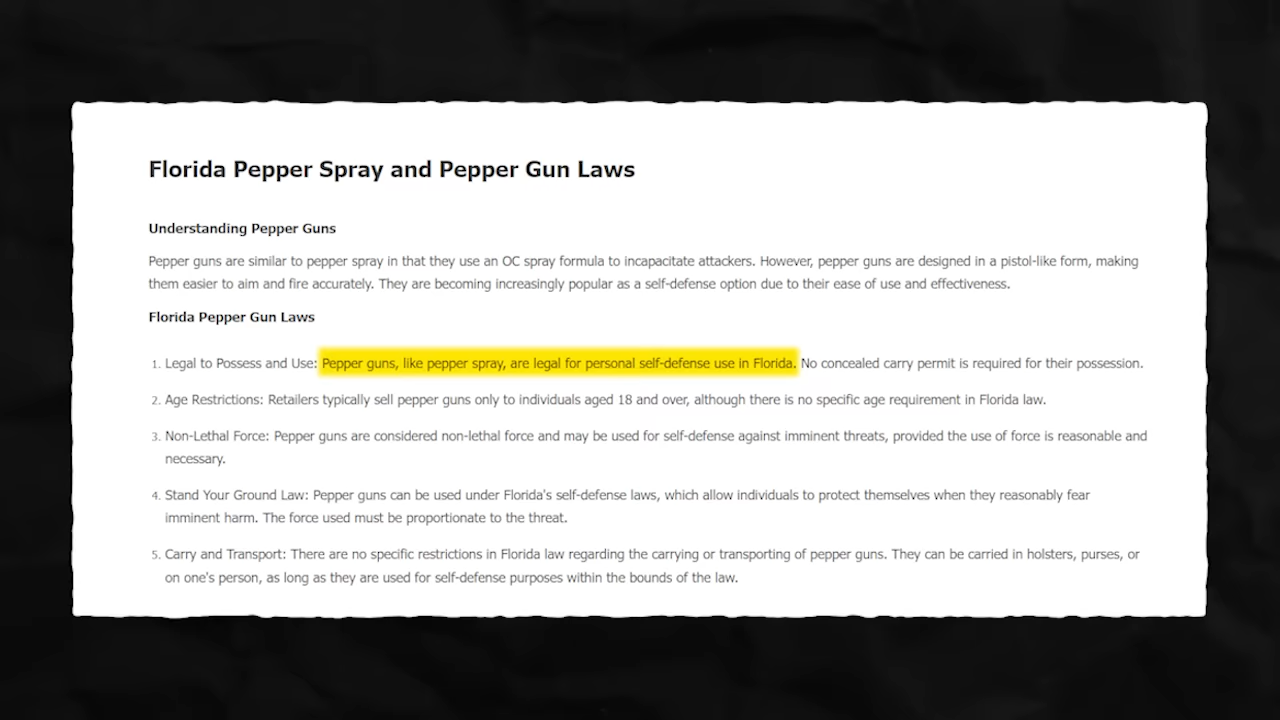 Florida Pepper Spray and Pepper Gun Laws
Understanding Pepper Guns
Pepper guns are similar to pepper spray in that they use an OC spray formula to incapacitate attackers. However, pepper guns are designed in a pistol-like form, making
them easier to aim and fire accurately. They are becoming increasingly popular as a self-defense option due to their ease of use and effectiveness.
Florida Pepper Gun Laws
1. Legal to Possess and Use: Pepper guns, like pepper spray, are legal for personal self-defense use in Florida. No concealed carry permit is required for their possession.
2. Age Restrictions: Retailers typically sell pepper guns only to individuals aged 18 and over, although there is no specific age requirement in Florida law.
3. Non-Lethal Force: Pepper guns are considered non-lethal force and may be used for self-defense against imminent threats, provided the use of force is reasonable and
necessary.
4. Stand Your Ground Law: Pepper guns can be used under Florida's self-defense laws, which allow individuals to protect themselves when they reasonably fear
imminent harm. The force used must be proportionate to the threat.
5. Carry and Transport: There are no specific restrictions in Florida law regarding the carrying or transporting of pepper guns. They can be carried in holsters, purses, or
on one's person, as long as they are used for self-defense purposes within the bounds of the law.